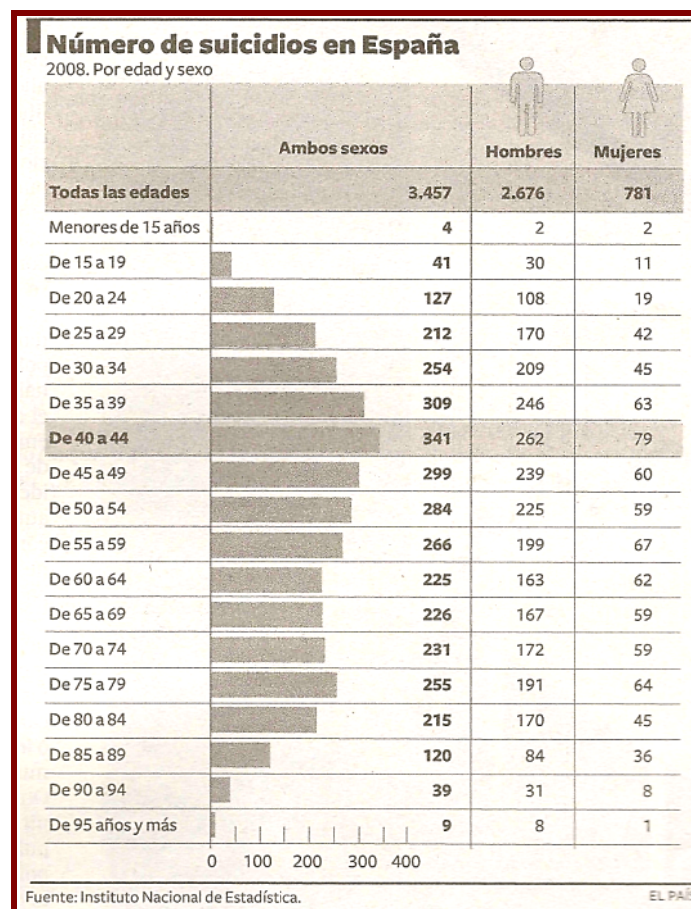 Número de suicidios en España
2008. Por edad y sexo
Ambos sexos Hombres Mujeres
Todas las edades 3.457 2.676 781
Menores de 15 años 4 2 2
De 15 a 19 41 30 11
De 20 a 24 127 108 19
De 25 a 29 212 170 42
De 30 a 34 254 209 45
De 35 a 39 309 246 63
De 40 a 44 341 262 79
De 45 a 49 299 239 60
De 50 a 54 284 225 59
De 55 a 59 266 199 67
De 60 a 64 225 163 62
De 65 a 69 226 167 59
De 70 a 74 231 172 59
De 75 a 79 255 191 64
De 80 a 84 215 170 45
De 85 a 89 120 84 36
De 90 a 94 39 31 8
De 95 años y más 9 8 1
0 100 200 300 400
Fuente: Instituto Nacional de Estadística. EL PAÍS